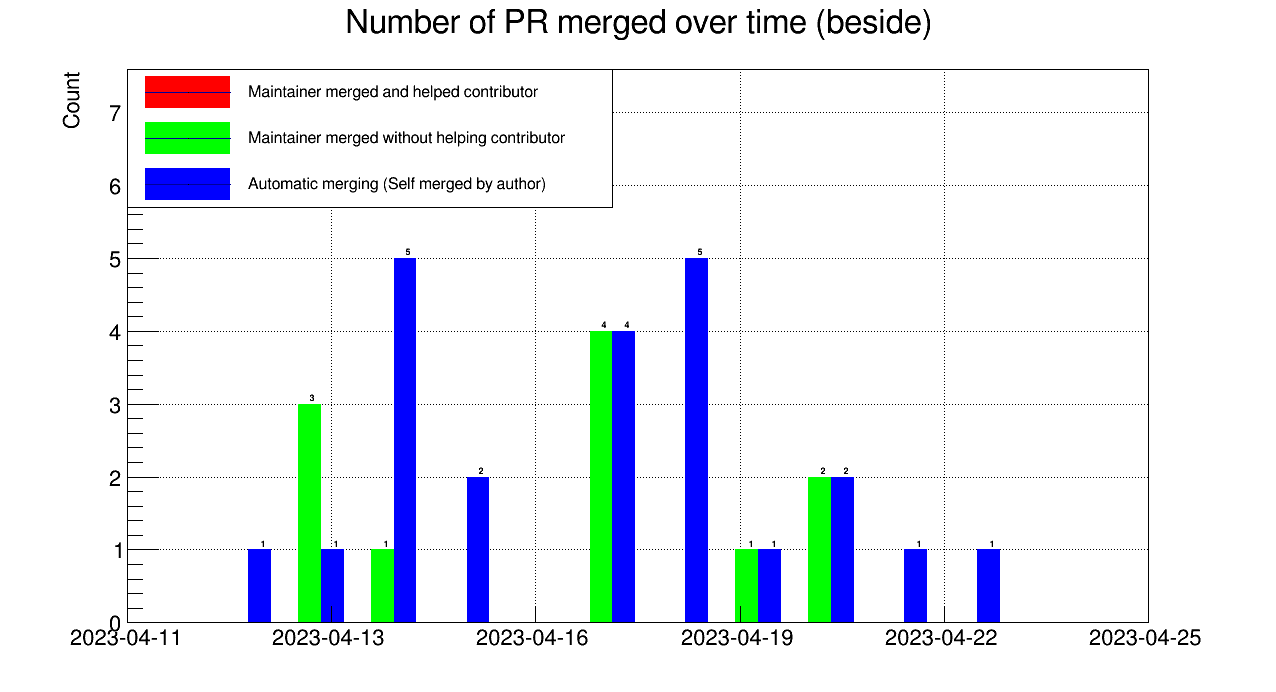 Number of PR merged over time (beside)
Count
Maintainer merged and helped contributor
Maintainer merged without helping contributor
Automatic merging (Self merged by author)
7
6
5
4
3
2
1
0
5 5
4 4
3
2 2 2
1 1 1 1 1 1 1
2023-04-11 2023-04-13 2023-04-16 2023-04-19 2023-04-22 2023-04-25